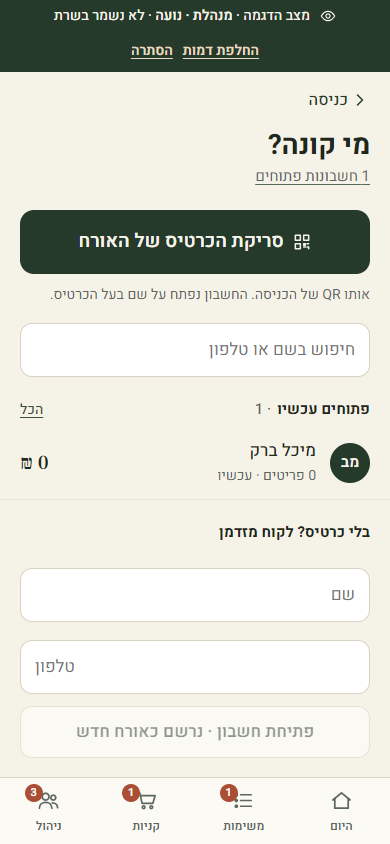 מצב הדגמה · מנהלת · נועה · לא נשמר בשרת
החלפת דמות הסתרה
כניסה
מי קונה?
1 חשבונות פתוחים
סריקת הכרטיס של האורח
אותו QR של הכניסה. החשבון נפתח על שם בעל הכרטיס.
חיפוש בשם או טלפון
פתוחים עכשיו · 1 הכל
מב
מיכל ברק
0 פריטים · עכשיו
0 ₪
בלי כרטיס? לקוח מזדמן
שם
טלפון
פתיחת חשבון · נרשם כאורח חדש
היום
1 משימות
1 קניות
3 ניהול